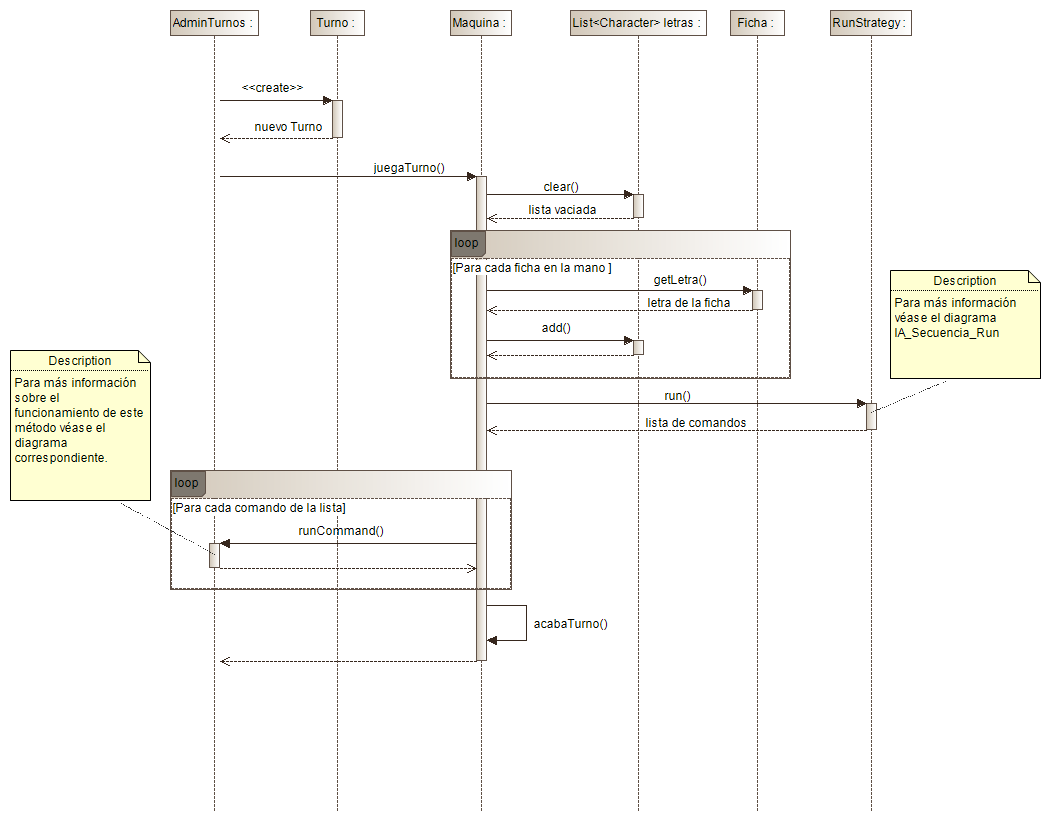 AdminTurnos :
Turno :
Maquina :
List<Character> letras :
Ficha :
RunStrategy :
<<create>>
nuevo Turno
juegaTurno()
clear()
lista vaciada
loop
[Para cada ficha en la mano ]
getLetra()
letra de la ficha
add()
Description
Para más información
véase el diagrama
IA_Secuencia_Run
Description
Para más información
sobre el
funcionamiento de este
método véase el
diagrama
correspondiente.
run()
lista de comandos
loop
[Para cada comando de la lista]
runCommand()
acabaTurno()